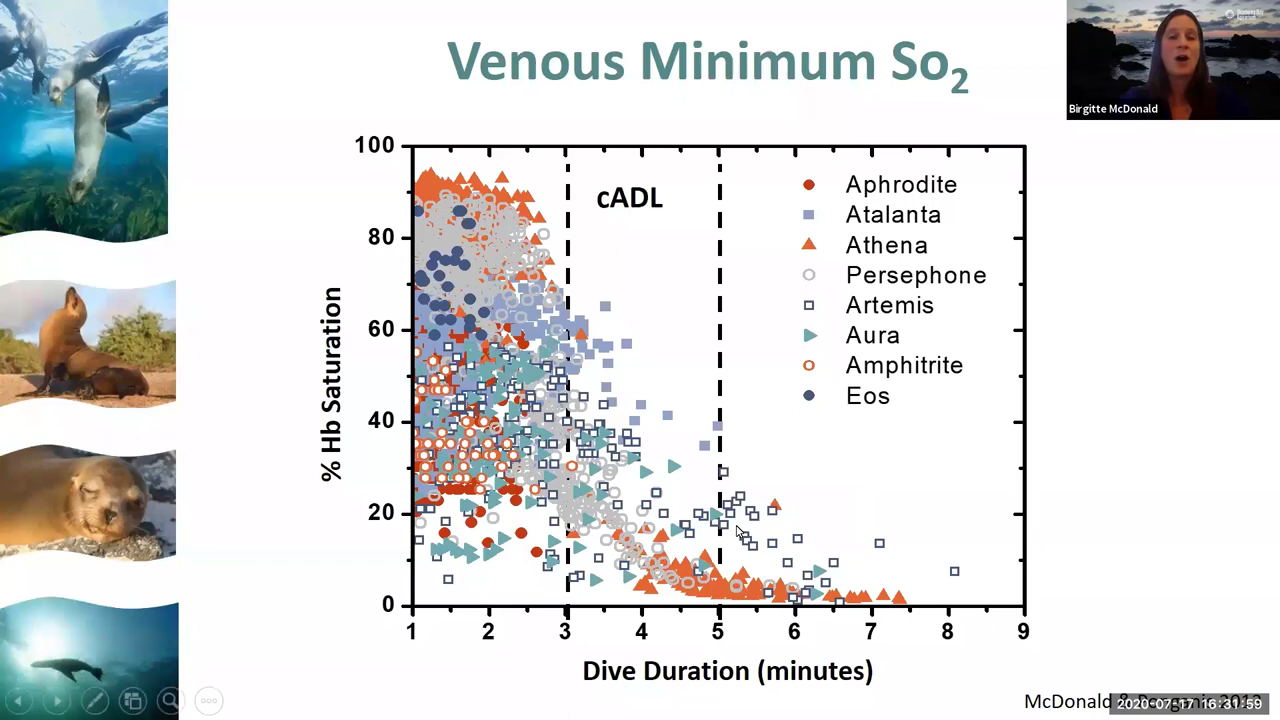 Venous Minimum So2
Birgitte McDonald
100
80
60
40
20
0
% Hb Saturation
cADL
Aphrodite
Atalanta
Athena
Persephone
Artemis
Aura
Amphitrite
Eos
1 2 3 4 5 6 7 8 9
Dive Duration (minutes)
McDonald &
2020-07-17 16:31:59